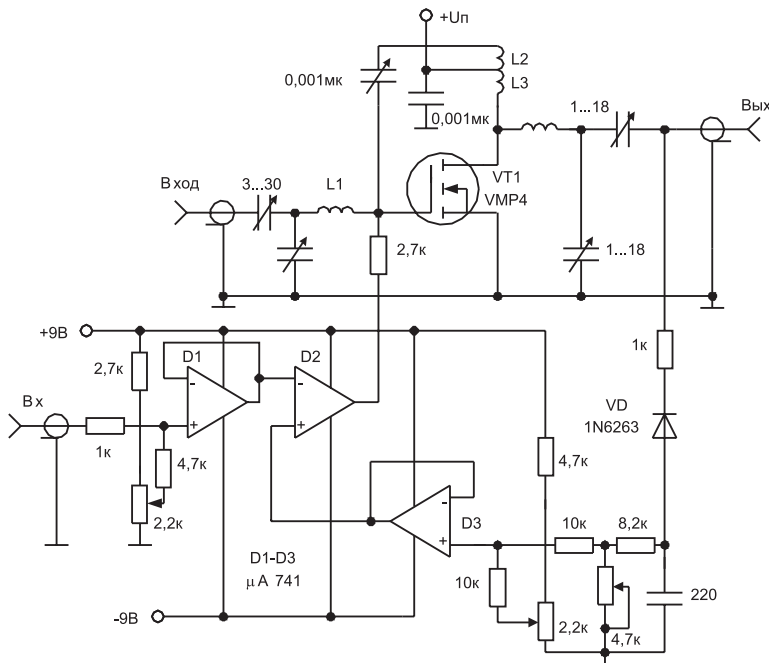 +Uп
L2
L3
0,001мк
0,001мк
1...18
Вых
VT1
VMP4
Вход
3...30
L1
2,7к
1...18
+9В
D1
D2
2,7к
1к
VD
1N6263
Вх
1к
4,7к
4,7к
2,2к
D3
D1-D3
μA 741
10к
8,2к
10к
220
2,2к
4,7к
-9В